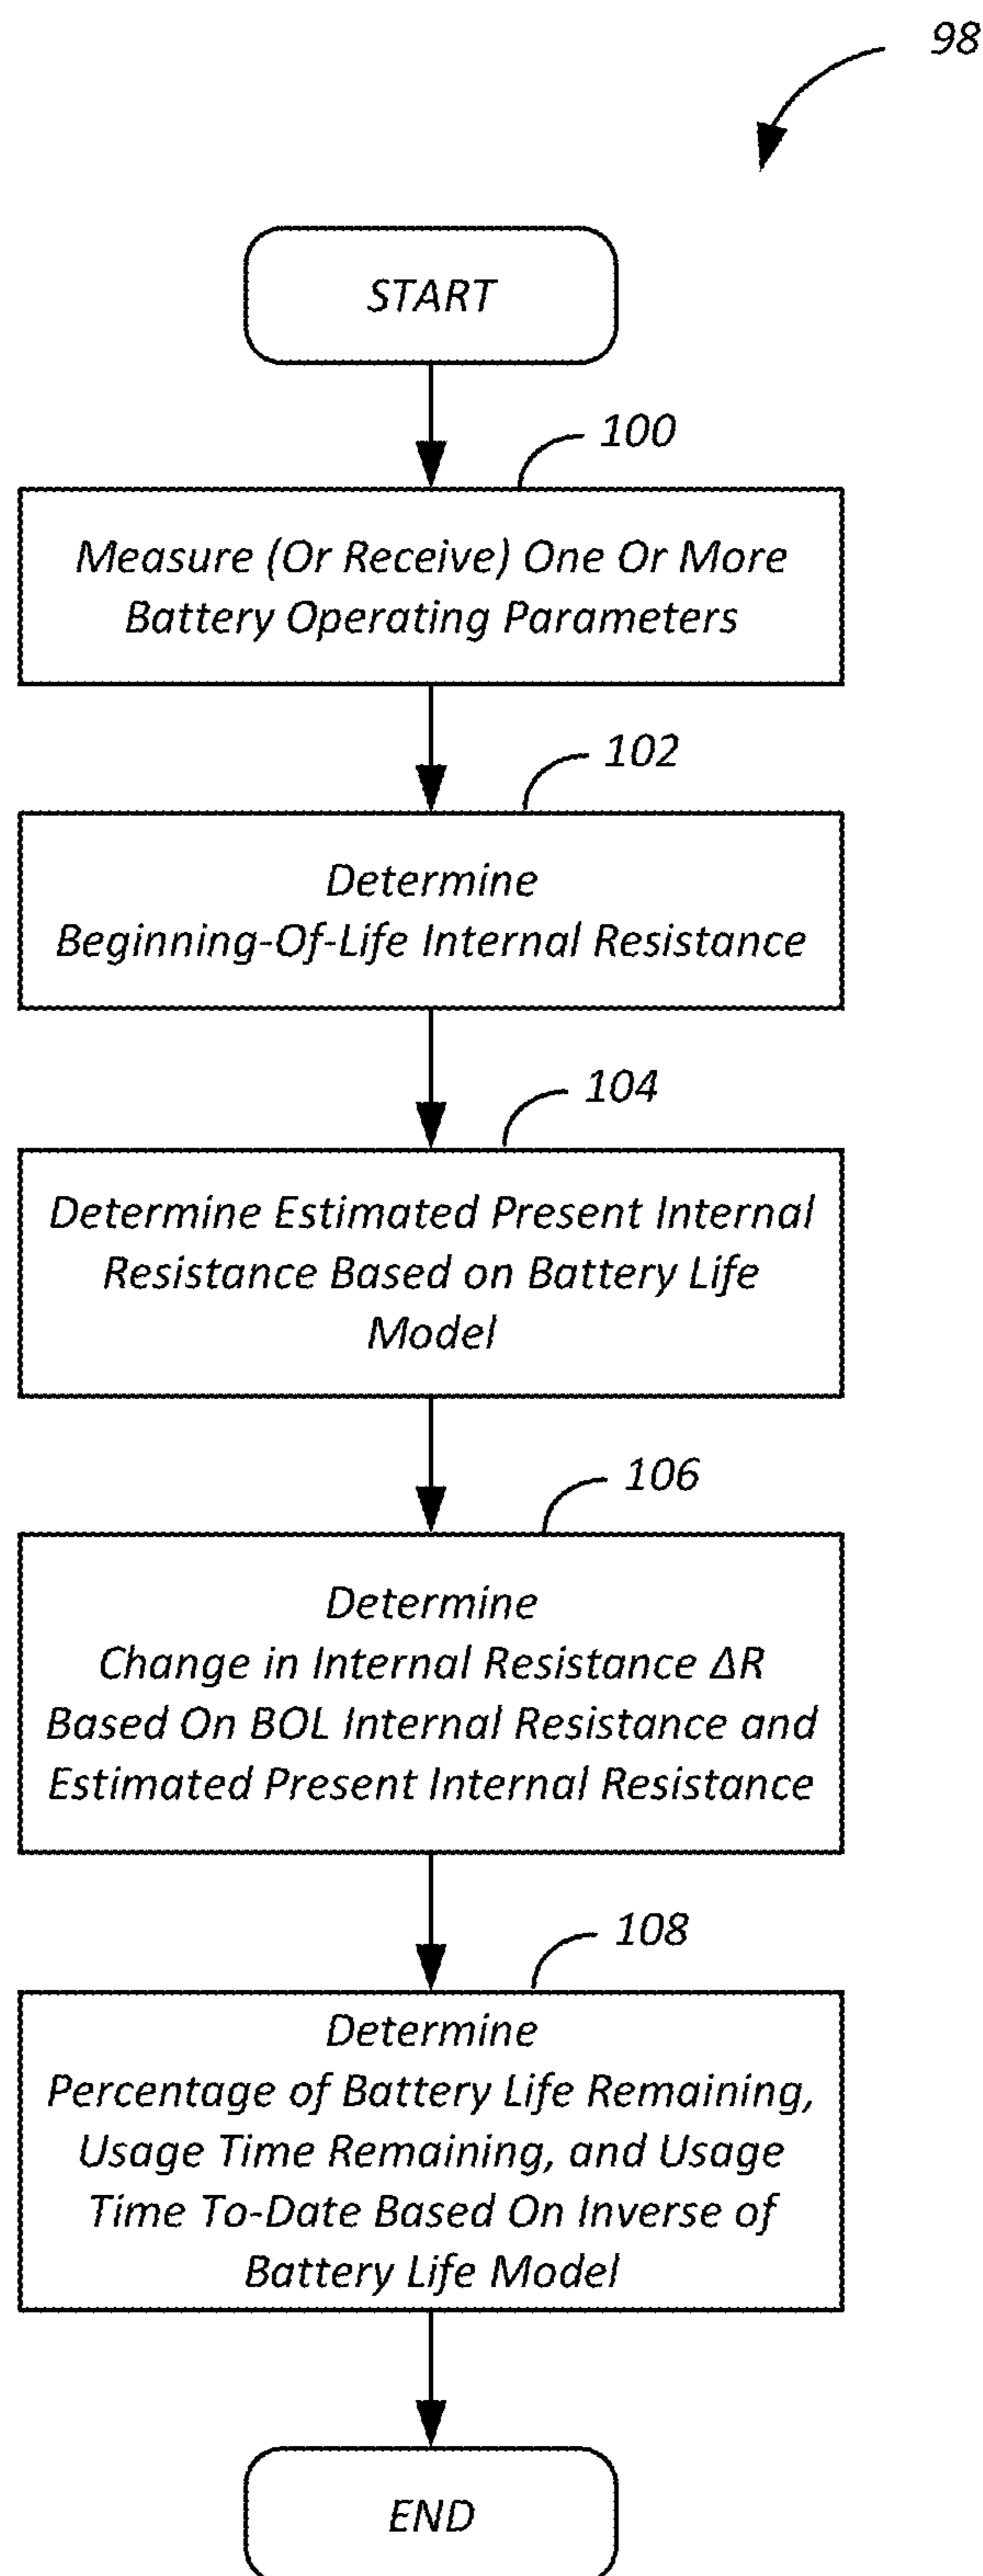 98
START
100
Measure (Or Receive) One Or More
Battery Operating Parameters
102
Determine
Beginning-Of-Life Internal Resistance
104
Determine Estimated Present Internal
Resistance Based on Battery Life
Model
106
Determine
Change in Internal Resistance ΔR
Based On BOL Internal Resistance and
Estimated Present Internal Resistance
108
Determine
Percentage of Battery Life Remaining,
Usage Time Remaining, and Usage
Time To-Date Based On Inverse of
Battery Life Model
END